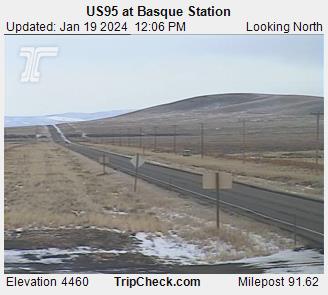 US95 at Basque Station
Updated: Jan 19 2024 12:06 PM Looking North
Elevation 4460 TripCheck.com Milepost 91.62